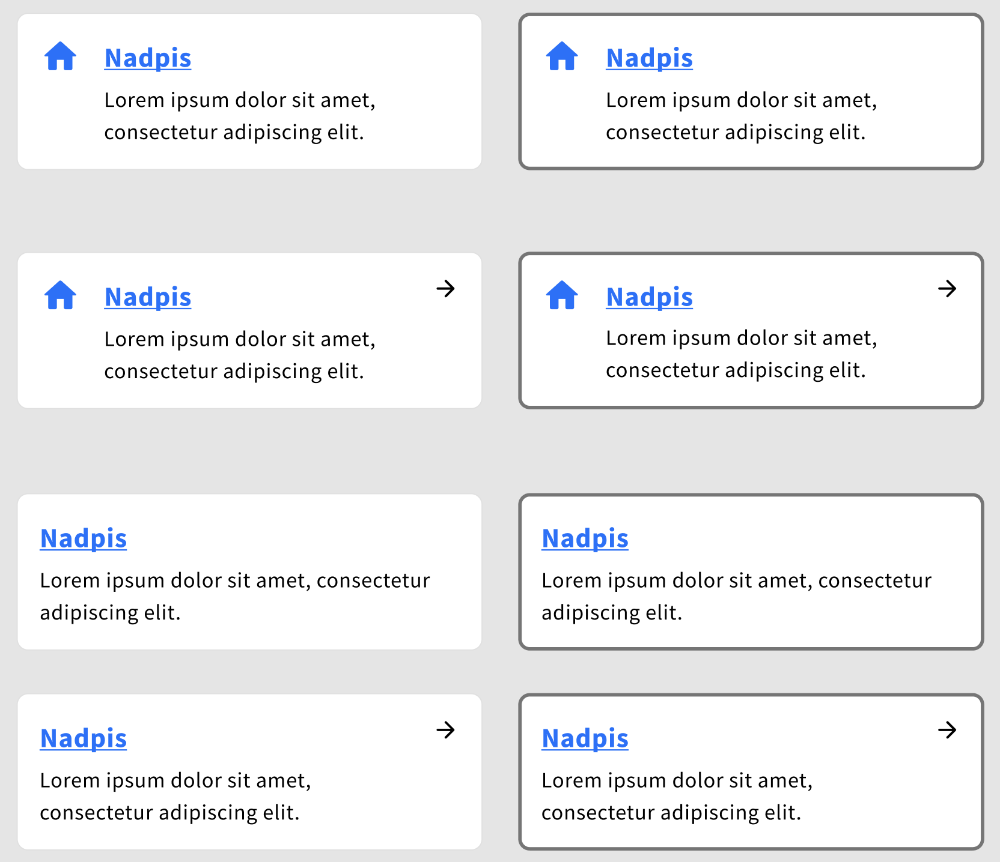 Nadpis
Lorem ipsum dolor sit amet,
consectetur adipiscing elit.
Nadpis
Lorem ipsum dolor sit amet,
consectetur adipiscing elit.
Nadpis
Lorem ipsum dolor sit amet,
consectetur adipiscing elit.
Nadpis
Lorem ipsum dolor sit amet,
consectetur adipiscing elit.
Nadpis
Lorem ipsum dolor sit amet, consectetur
adipiscing elit.
Nadpis
Lorem ipsum dolor sit amet, consectetur
adipiscing elit.
Nadpis
Lorem ipsum dolor sit amet,
consectetur adipiscing elit.
Nadpis
Lorem ipsum dolor sit amet,
consectetur adipiscing elit.